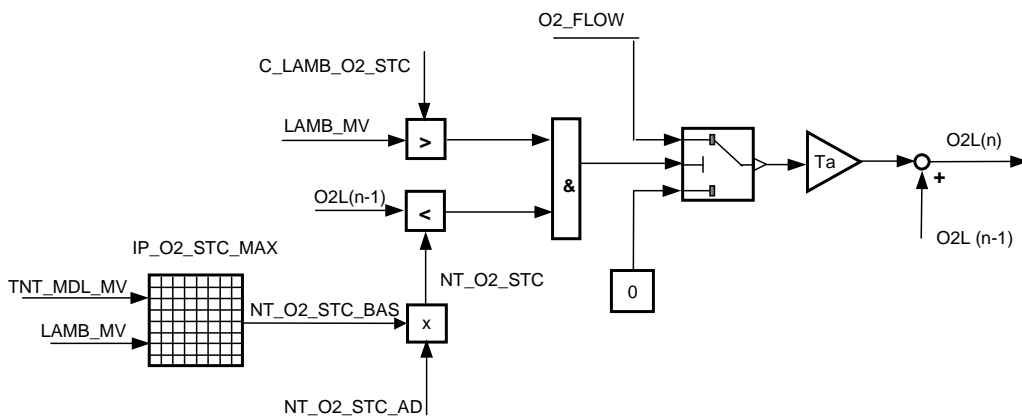 O2_FLOW
C_LAMB_O2_STC
LAMB_MV
>
&
Ta
O2L(n)
+
O2L(n-1)
<
O2L (n-1)
IP_O2_STC_MAX
NT_O2_STC
TNT_MDL_MV
0
NT_O2_STC_BAS
x
LAMB_MV
NT_O2_STC_AD